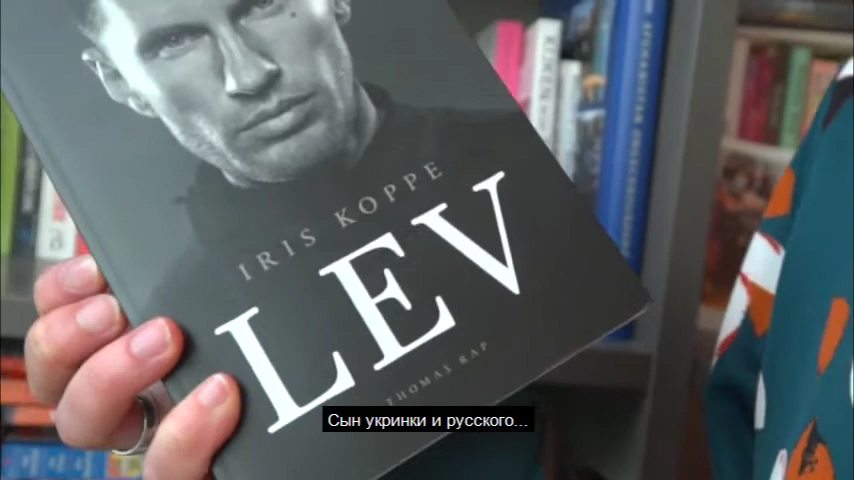 IRIS KOPPE
LEV
THOMAS RAP
Сын укринки и русского...